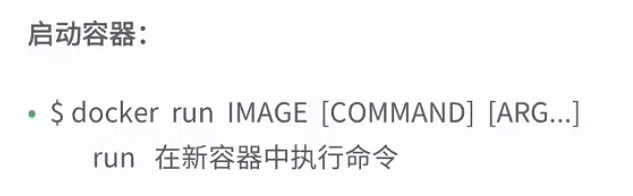 启动容器：
• $ docker run IMAGE [COMMAND] [ARG...]
run 在新容器中执行命令